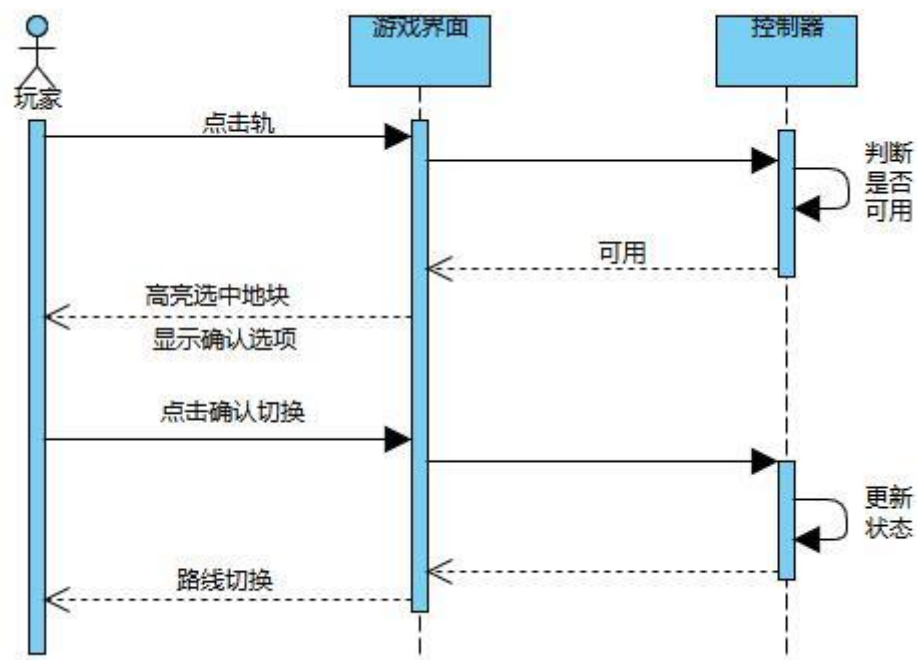 游戏界面
控制器
玩家
点击轨
判断
是否
可用
可用
高亮选中地块
显示确认选项
点击确认切换
更新
状态
路线切换